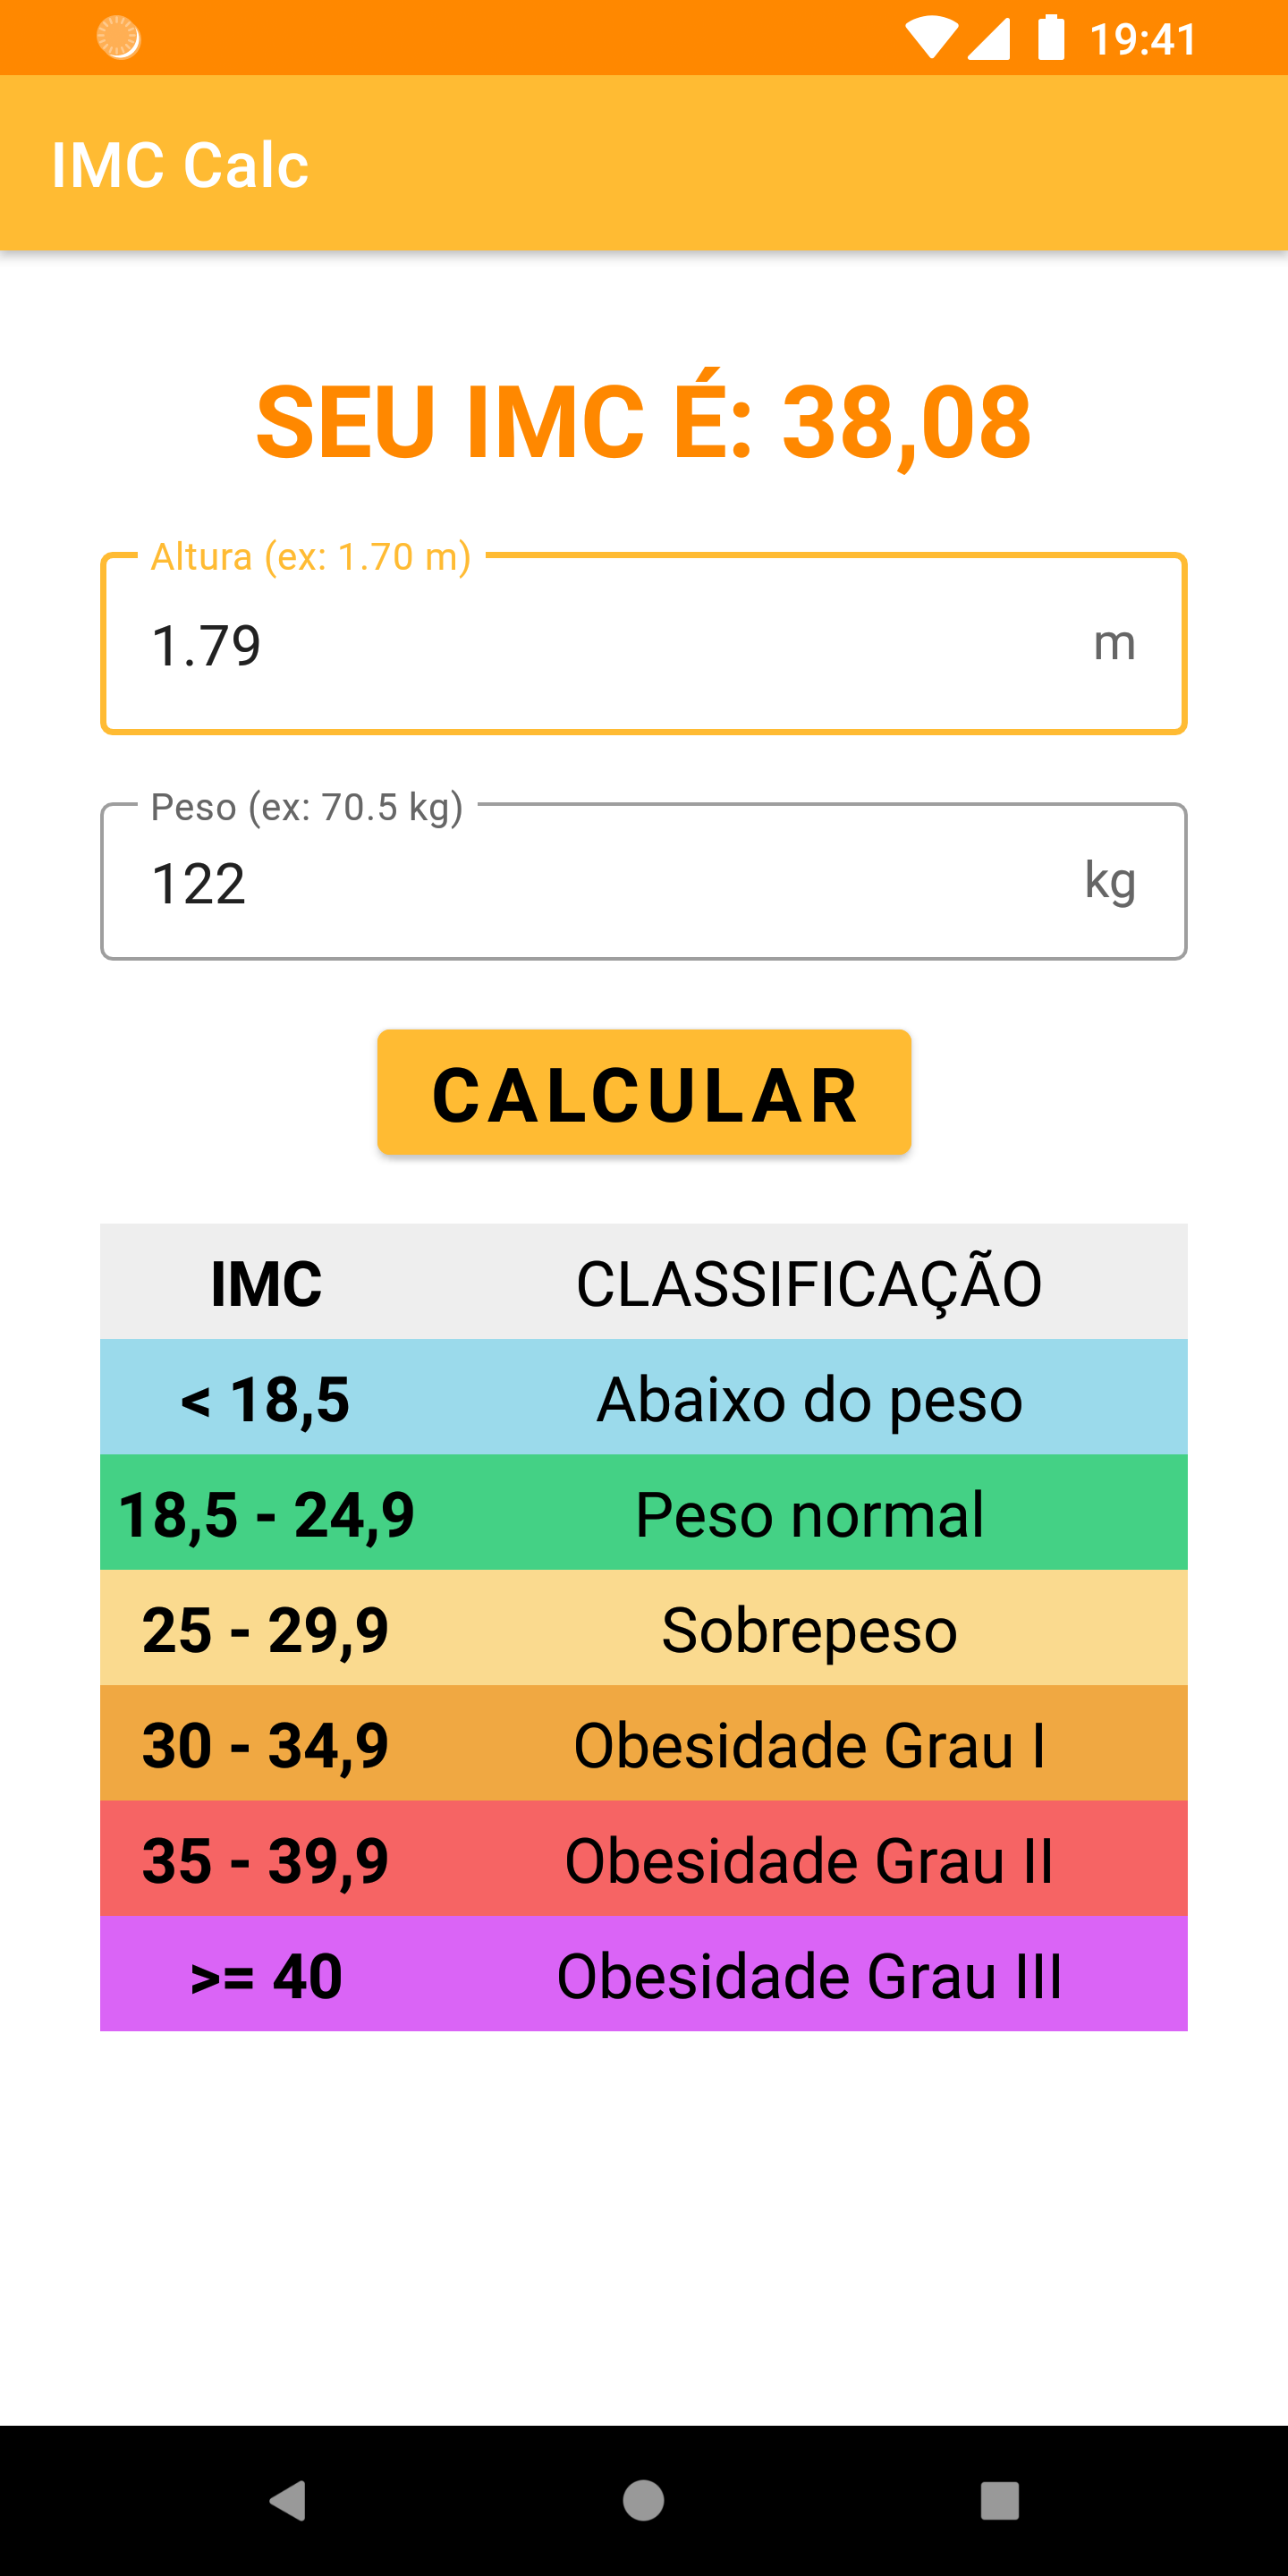 19:41
IMC Calc
SEU IMC É: 38,08
Altura (ex: 1.70 m)
1.79 m
Peso (ex: 70.5 kg)
122 kg
CALCULAR
IMC CLASSIFICAÇÃO
< 18,5 Abaixo do peso
18,5 - 24,9 Peso normal
25 - 29,9 Sobrepeso
30 - 34,9 Obesidade Grau I
35 - 39,9 Obesidade Grau II
>= 40 Obesidade Grau III